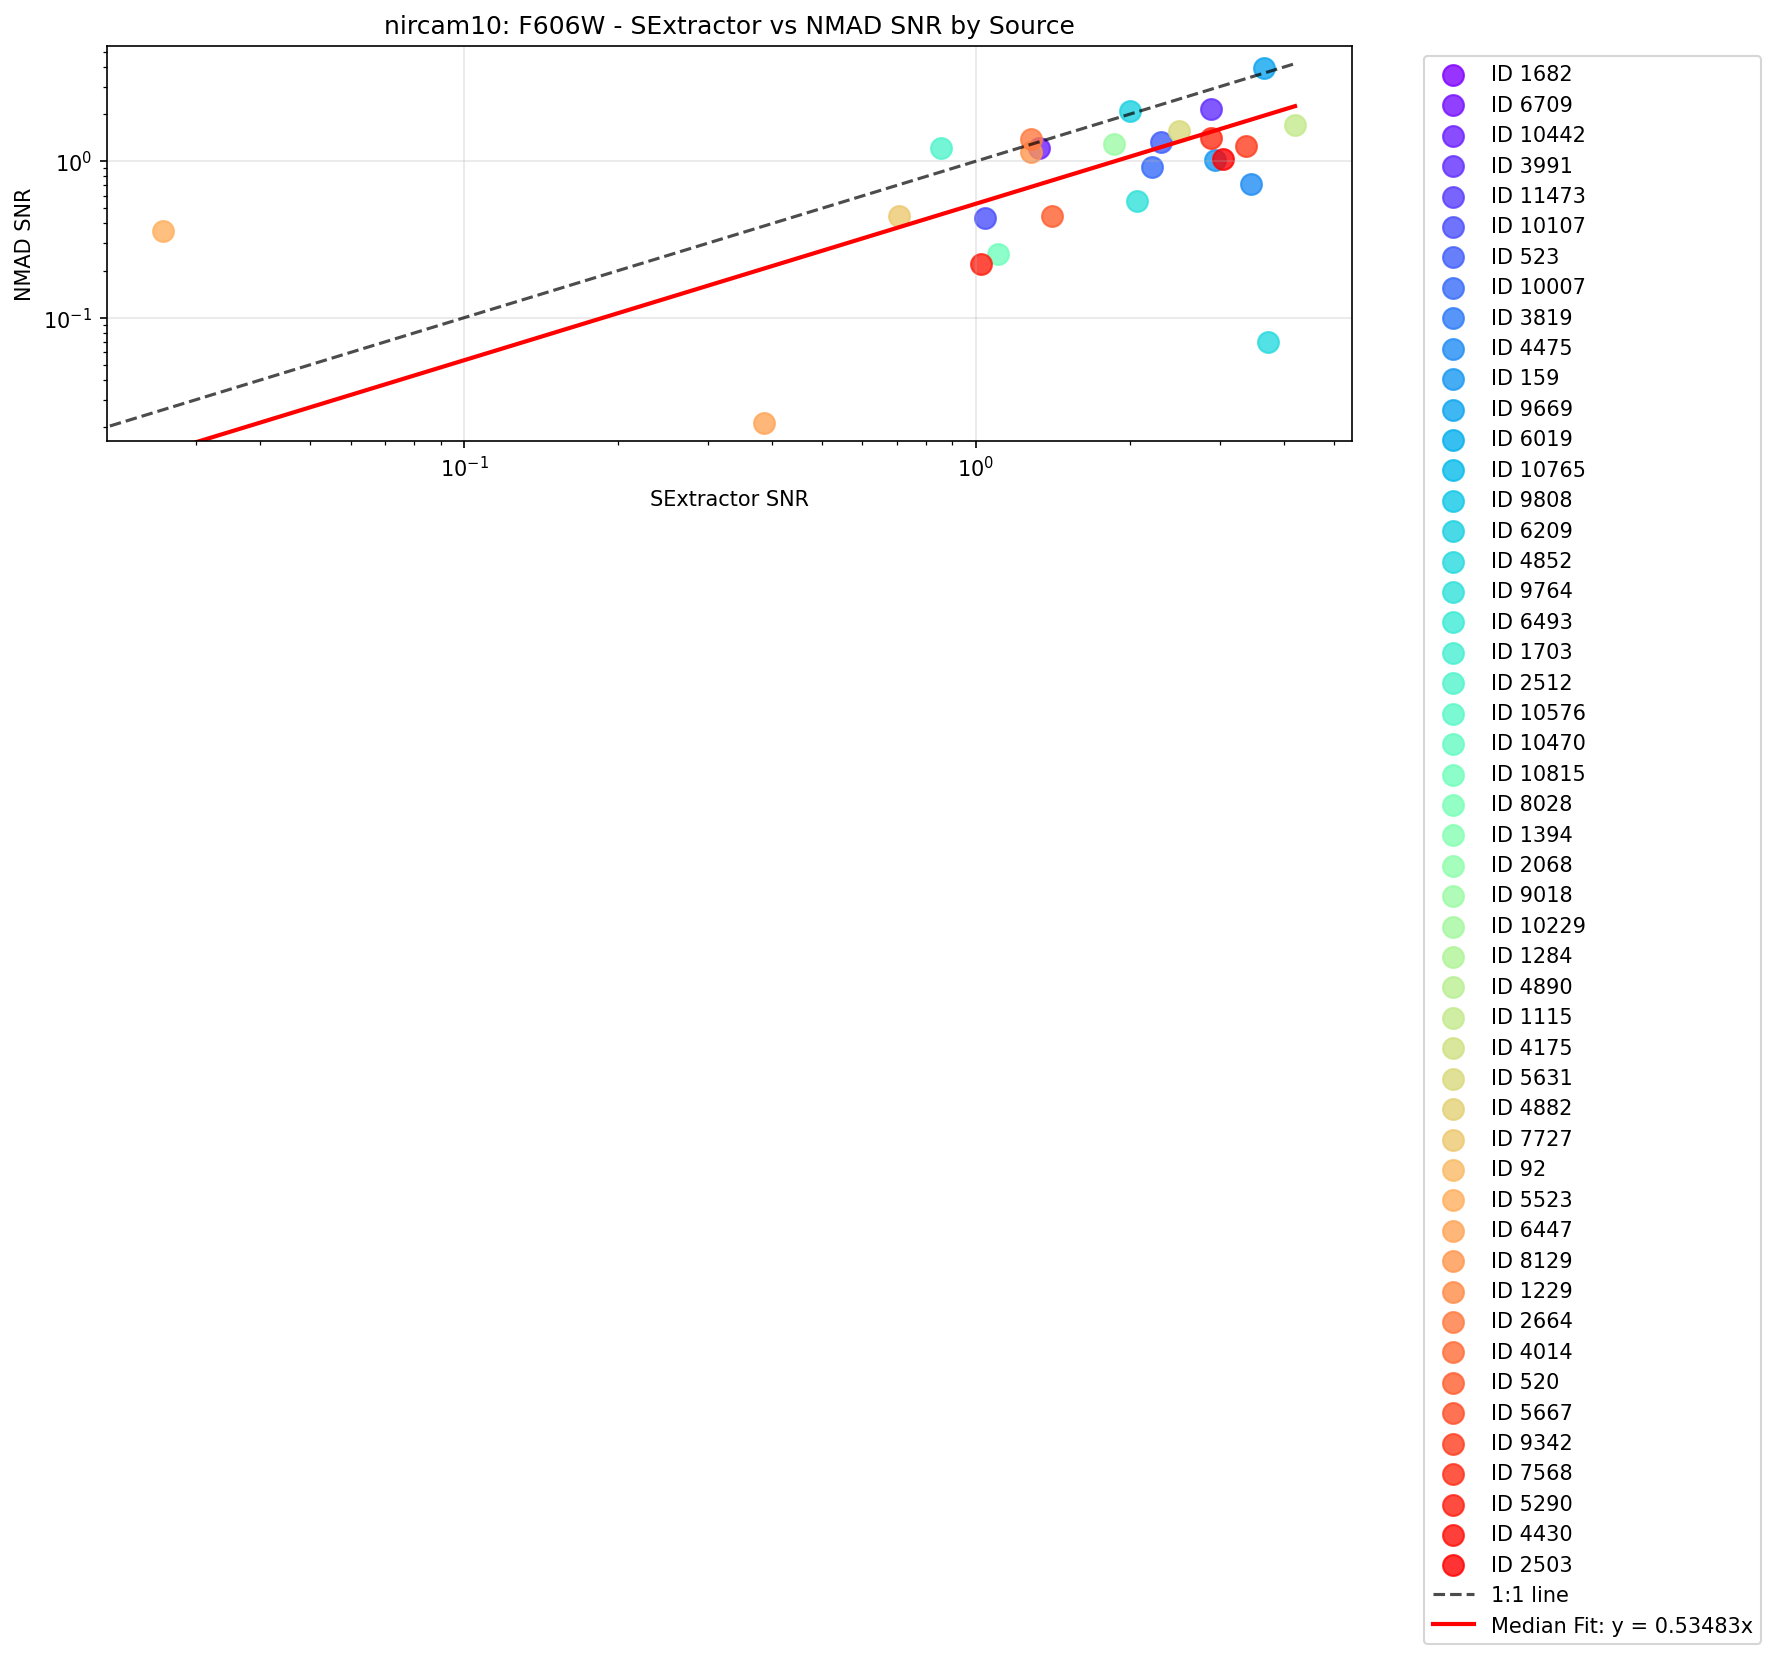 nircam10: F606W - SExtractor vs NMAD SNR by Source
NMAD SNR
10⁰
10⁻¹
10⁻¹
10⁰
SExtractor SNR
ID 1682
ID 6709
ID 10442
ID 3991
ID 11473
ID 10107
ID 523
ID 10007
ID 3819
ID 4475
ID 159
ID 9669
ID 6019
ID 10765
ID 9808
ID 6209
ID 4852
ID 9764
ID 6493
ID 1703
ID 2512
ID 10576
ID 10470
ID 10815
ID 8028
ID 1394
ID 2068
ID 9018
ID 10229
ID 1284
ID 4890
ID 1115
ID 4175
ID 5631
ID 4882
ID 7727
ID 92
ID 5523
ID 6447
ID 8129
ID 1229
ID 2664
ID 4014
ID 520
ID 5667
ID 9342
ID 7568
ID 5290
ID 4430
ID 2503
1:1 line
Median Fit: y = 0.53483x